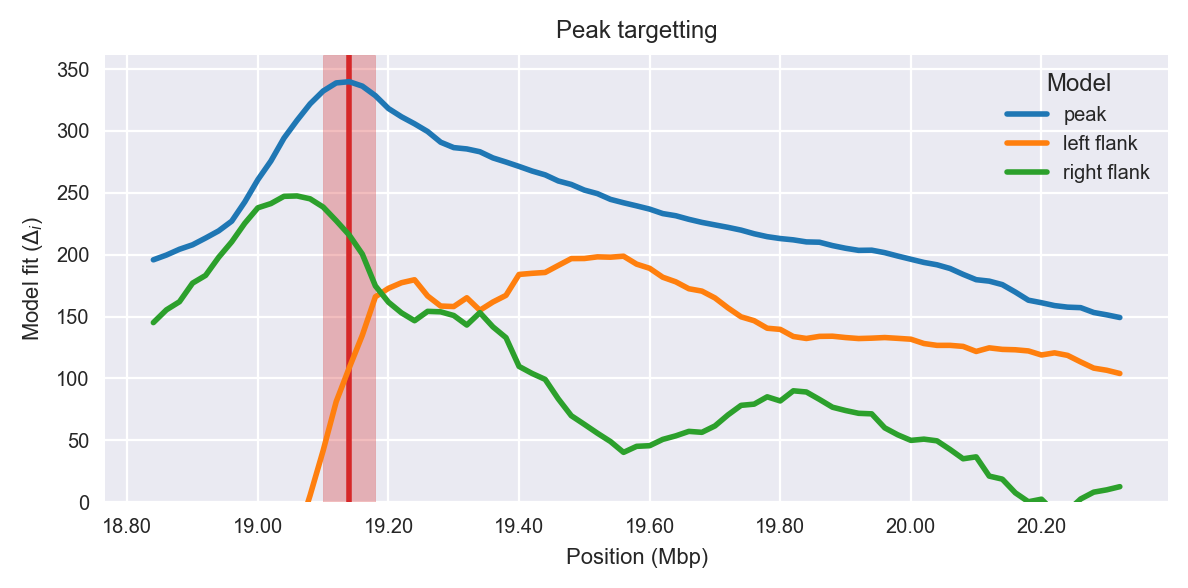 Peak targetting
Model fit (Δi)
350
300
250
200
150
100
50
0
Model
peak
left flank
right flank
18.80 19.00 19.20 19.40 19.60 19.80 20.00 20.20
Position (Mbp)